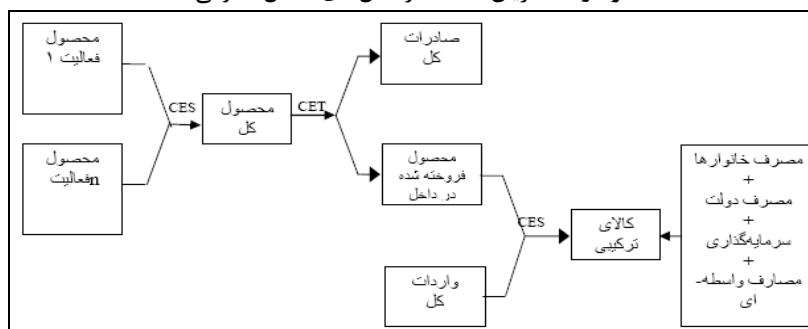 محصول
فعالیت ۱
محصول
nفعالیت
CES
محصول
کل
CET
صادرات
کل
محصول
فروخته شده
در داخل
واردات
کل
CES
کالای
ترکیبی
مصرف خانوارها
+
مصرف دولت
+
سرمایه‌گذاری
+
مصارف واسطه-
ای